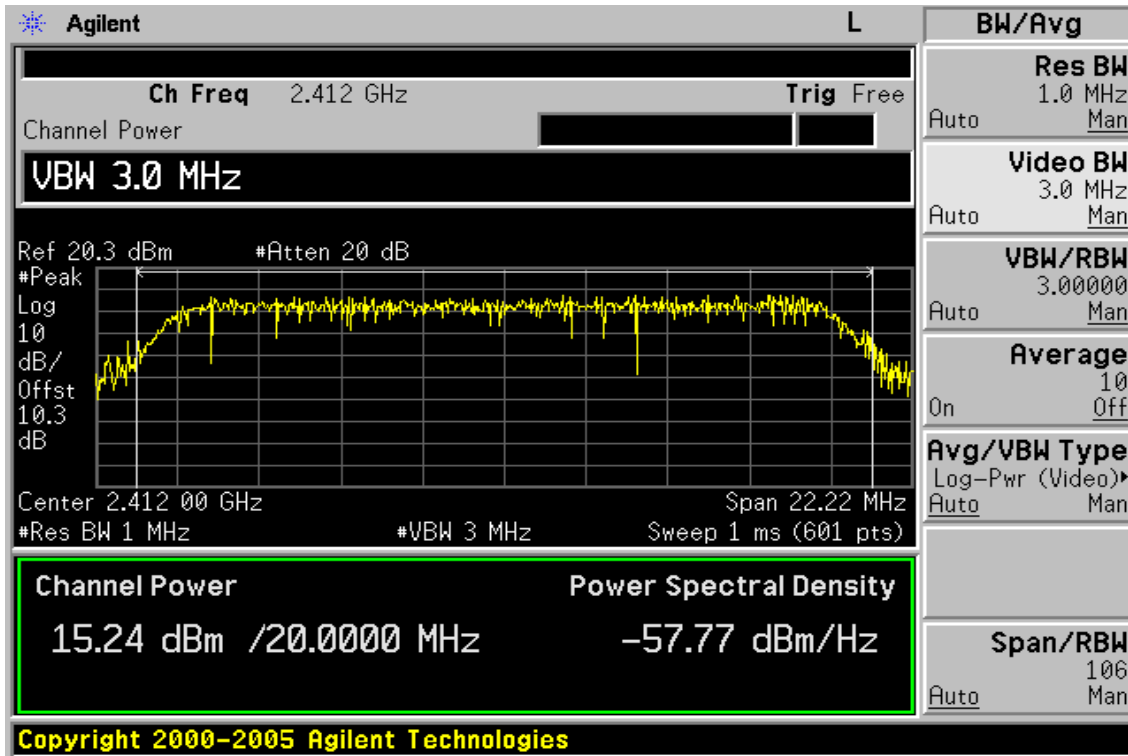 Agilent L
BW/Avg
Ch Freq 2.412 GHz Trig Free
Channel Power
VBW 3.0 MHz
Ref 20.3 dBm #Atten 20 dB
#Peak
Log
10
dB/
Offst
10.3
dB
Center 2.412 00 GHz Span 22.22 MHz
#Res BW 1 MHz #VBW 3 MHz Sweep 1 ms (601 pts)
Channel Power Power Spectral Density
15.24 dBm /20.0000 MHz -57.77 dBm/Hz
Res BW
1.0 MHz
Auto Man
Video BW
3.0 MHz
Auto Man
VBW/RBW
3.00000
Auto Man
Average
10
On Off
Avg/VBW Type
Log-Pwr (Video)
Auto Man
Span/RBW
106
Auto Man
Copyright 2000-2005 Agilent Technologies